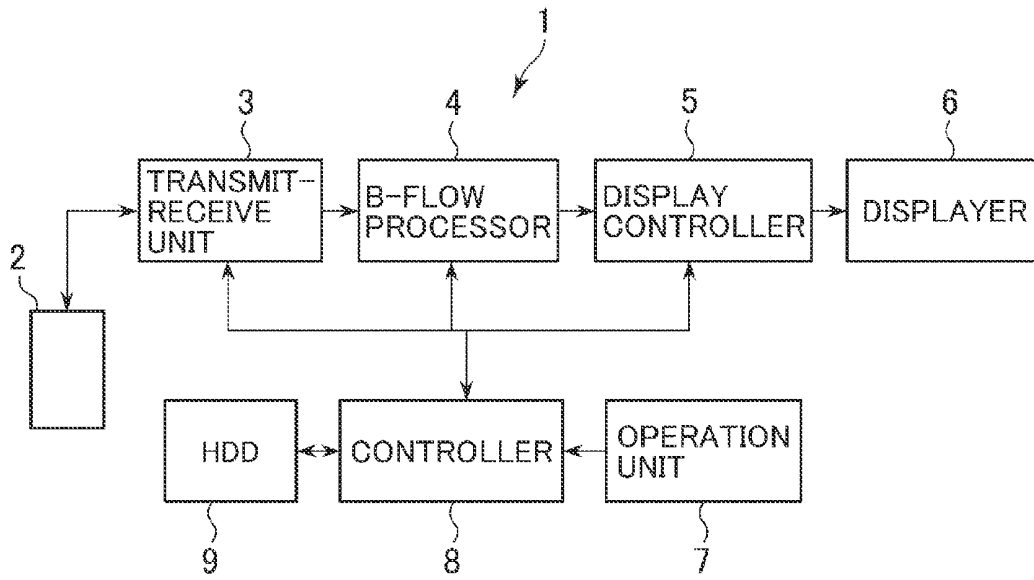 1
3
4
5
6
TRANSMIT-
RECEIVE
UNIT
B-FLOW
PROCESSOR
DISPLAY
CONTROLLER
DISPLAYER
2
HDD
CONTROLLER
OPERATION
UNIT
9
8
7